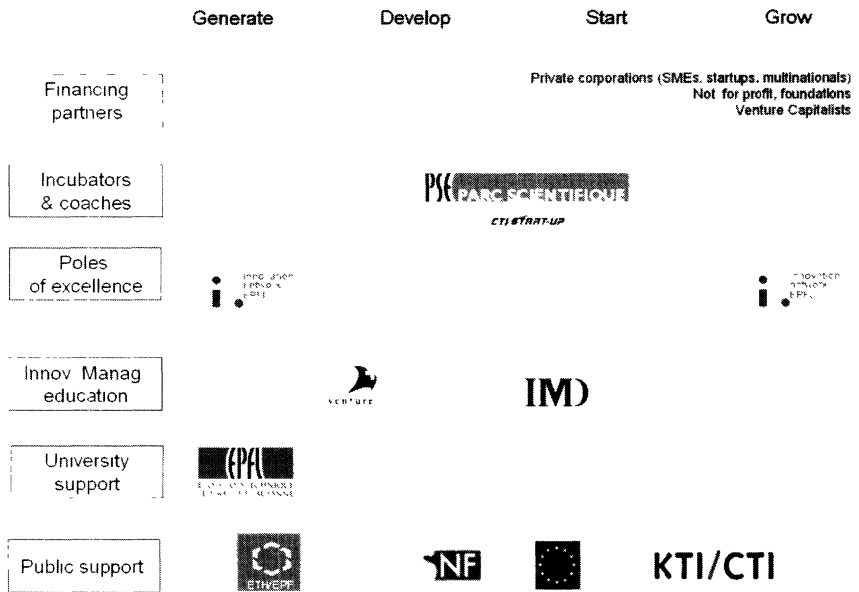 Generate Develop Start Grow
Financing
partners
Private corporations (SMEs, startups, multinationals)
Not for profit, foundations
Venture Capitalists
Incubators
& coaches
PSE PARC SCIENTIFIQUE
CTI START-UP
Poles
of excellence
i.
i.
network
EPFL
Innov Manag
education
venture
IMD
University
support
EPFL
Public support
ETH/EPF
NF
KTI/CTI